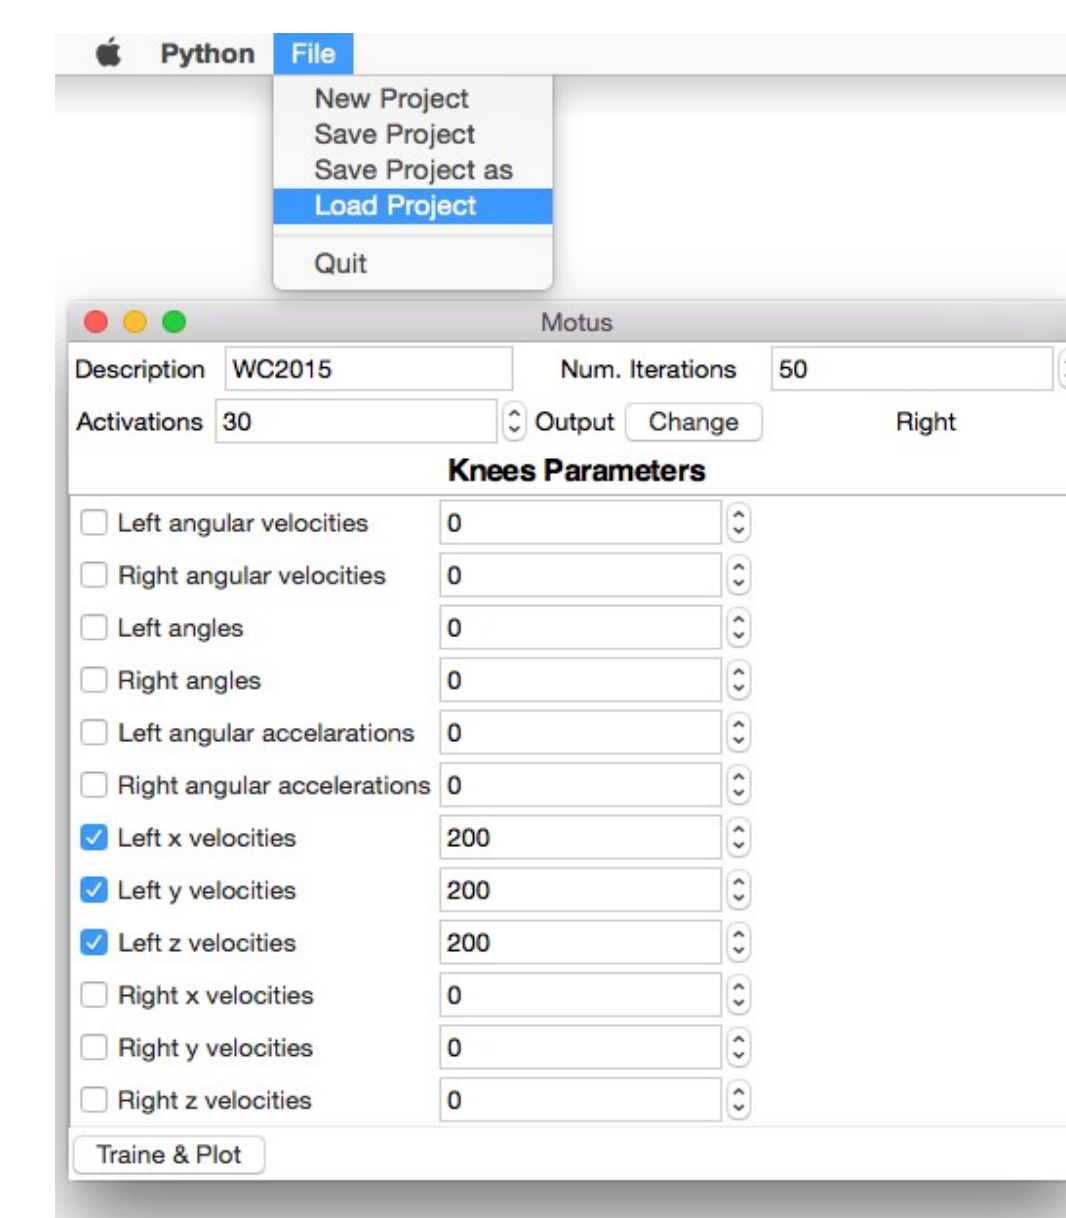 Python File
New Project
Save Project
Save Project as
Load Project
Quit
Motus
Description WC2015 Num. Iterations 50
Activations 30 Output Change Right
Knees Parameters
Left angular velocities 0
Right angular velocities 0
Left angles 0
Right angles 0
Left angular accelarations 0
Right angular accelerations 0
Left x velocities 200
Left y velocities 200
Left z velocities 200
Right x velocities 0
Right y velocities 0
Right z velocities 0
Traine & Plot